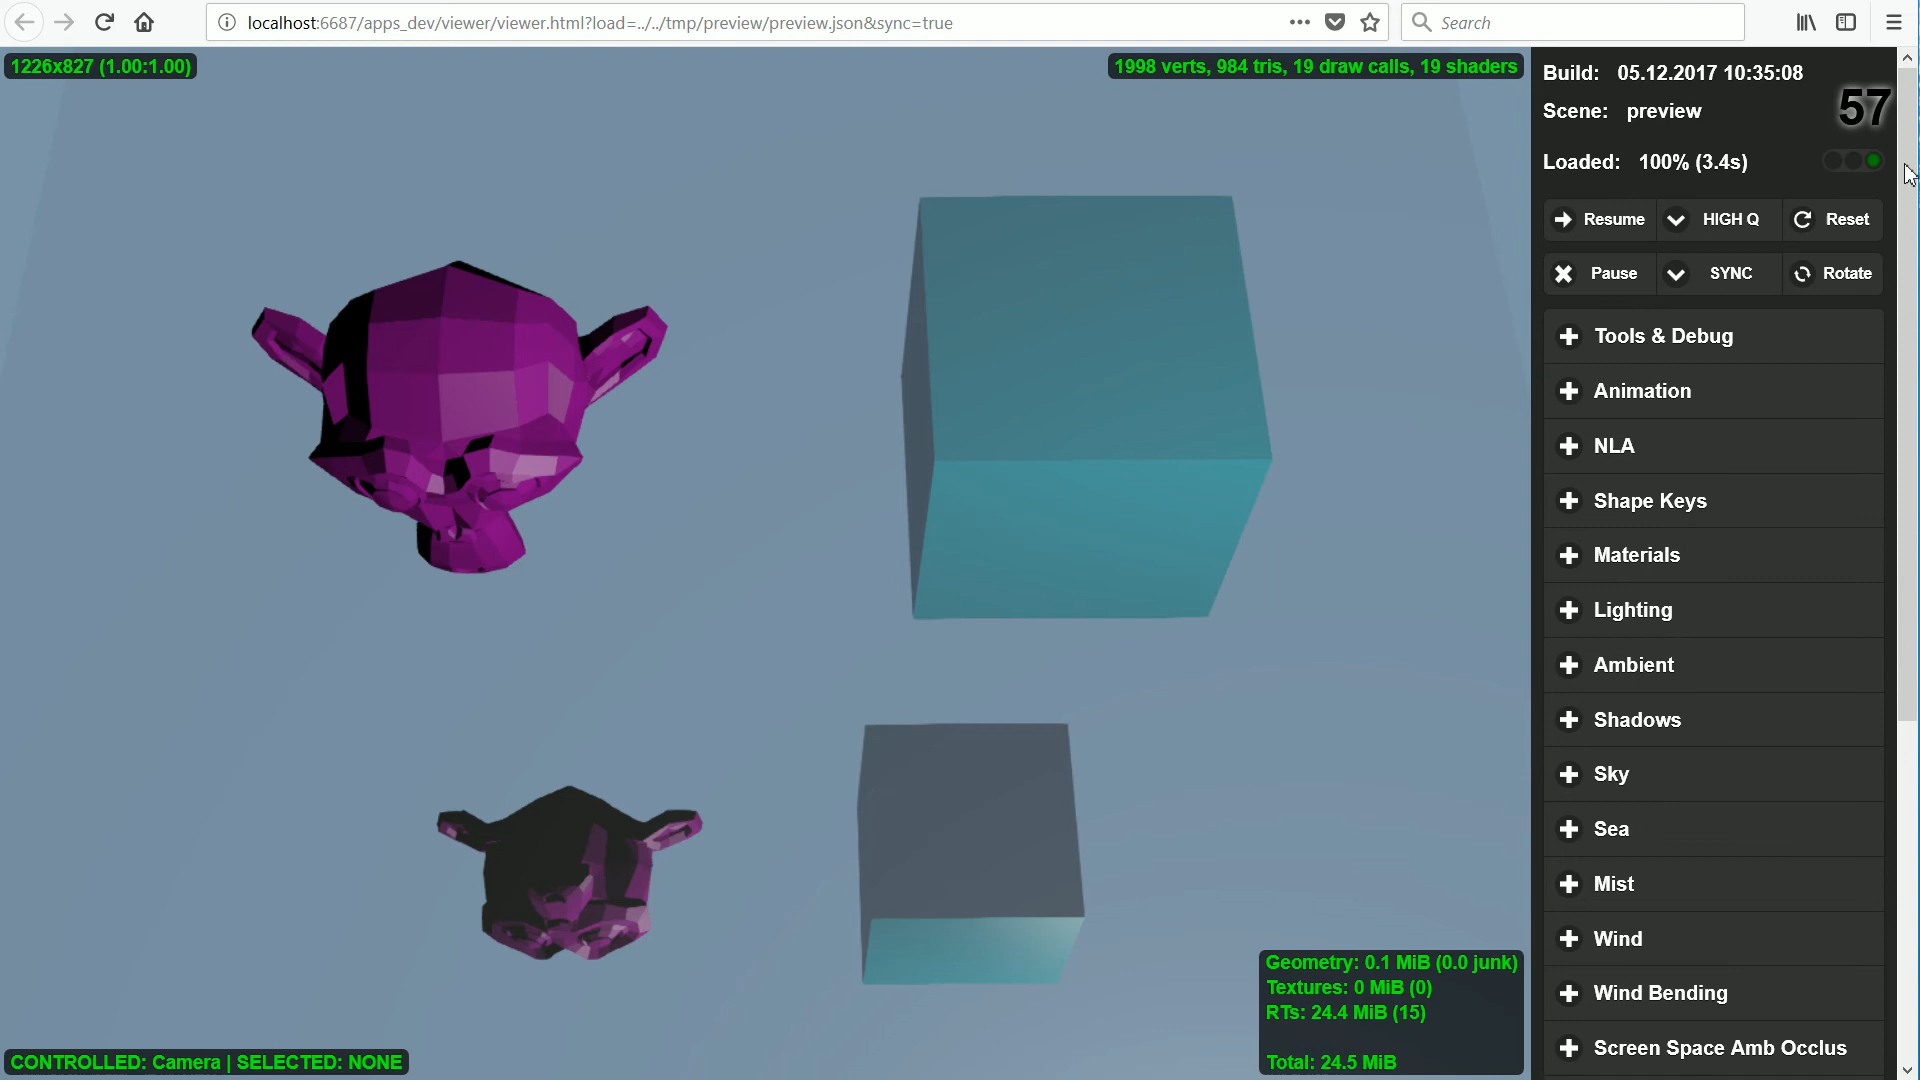 localhost:6687/apps_dev/viewer/viewer.html?load=../../tmp/preview/preview.json&sync=true
Search
1226x827 (1.00:1.00)
1998 verts, 984 tris, 19 draw calls, 19 shaders
Build: 05.12.2017 10:35:08
57
Scene: preview
Loaded: 100% (3.4s)
Resume
HIGH Q
Reset
Pause
SYNC
Rotate
Tools & Debug
Animation
NLA
Shape Keys
Materials
Lighting
Ambient
Shadows
Sky
Sea
Mist
Wind
Wind Bending
Screen Space Amb Occlus
Geometry: 0.1 MiB (0.0 junk)
Textures: 0 MiB (0)
RTs: 24.4 MiB (15)
Total: 24.5 MiB
CONTROLLED: Camera | SELECTED: NONE